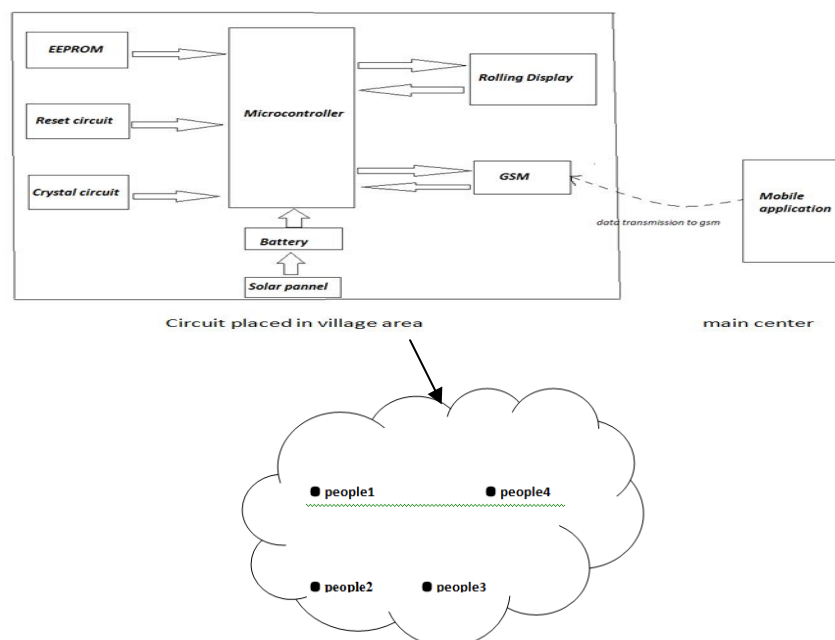 EEPROM
Reset circuit
Crystal circuit
Microcontroller
Rolling Display
GSM
Battery
Solar pannel
Mobile
application
data transmission to gsm
Circuit placed in village area
main center
people1
people4
people2
people3